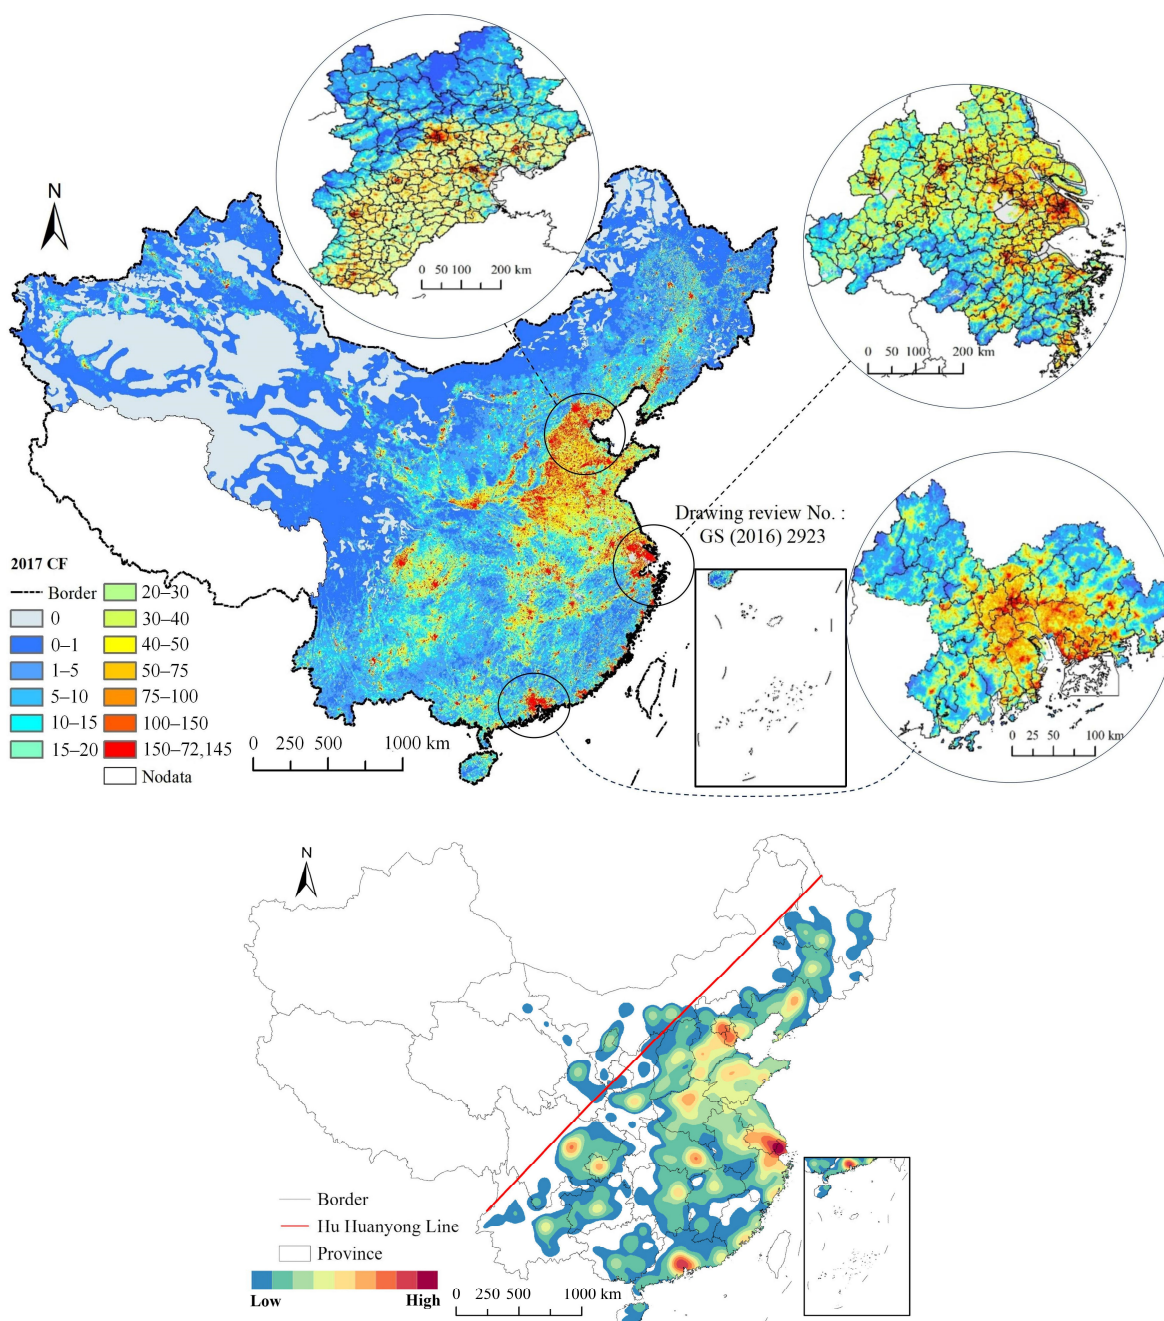 N
0 50 100 200 km
0 50 100 200 km
Drawing review No. :
GS (2016) 2923
2017 CF
Border
0
0–1
1–5
5–10
10–15
15–20
20–30
30–40
40–50
50–75
75–100
100–150
150–72,145
Nodata
0 250 500 1000 km
0 25 50 100 km
N
Border
Hu Huanyong Line
Province
Low High
0 250 500 1000 km